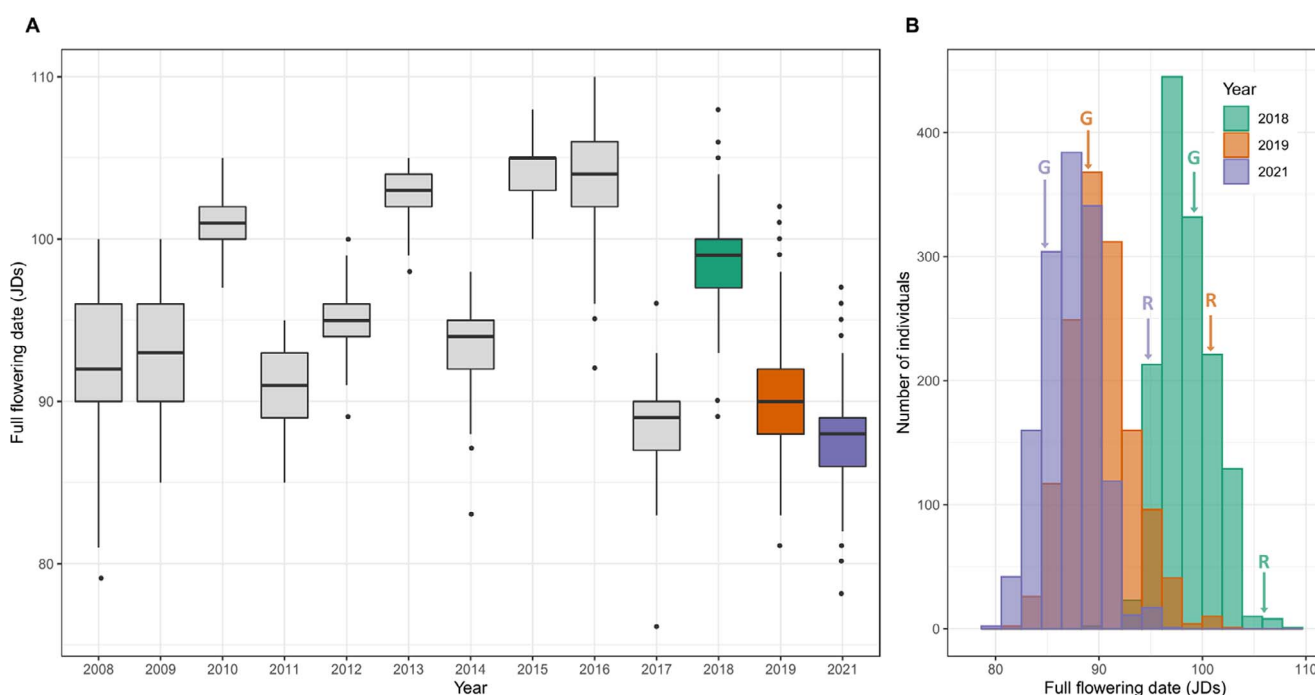 A
110
100
90
80
Full flowering date (JDs)
2008 2009 2010 2011 2012 2013 2014 2015 2016 2017 2018 2019 2021
Year
B
Year
2018
2019
2021
G
G
G
R
R
R
400
300
200
100
0
Number of individuals
80 90 100 110
Full flowering date (JDs)